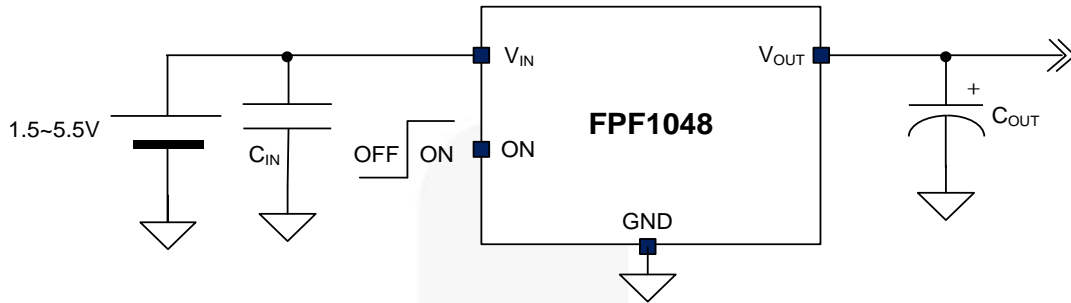 V_IN
V_OUT
FPF1048
1.5~5.5V
C_IN
OFF ON
ON
+
C_OUT
GND